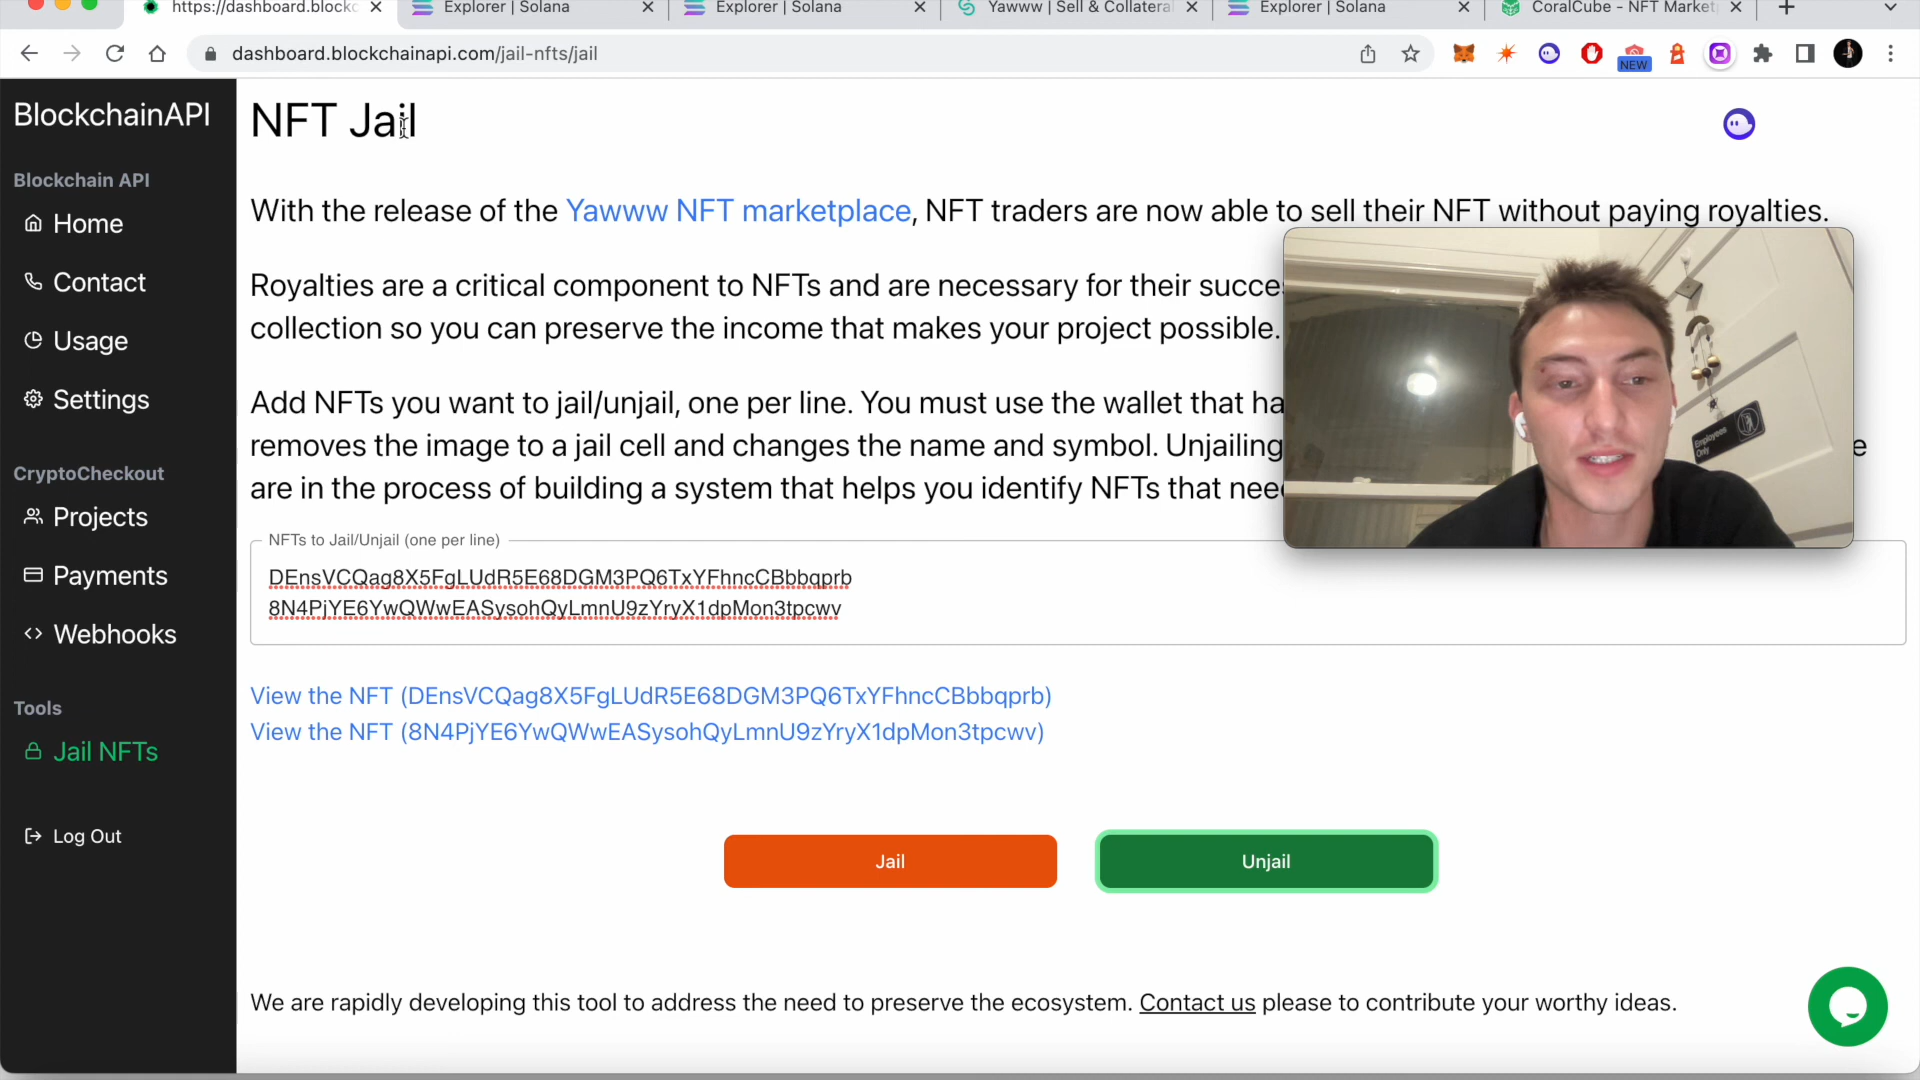 https://dashboard.blockc
Explorer | Solana
Explorer | Solana
Yawww | Sell & Collatera
Explorer | Solana
CoralCube - NFT Market
dashboard.blockchainapi.com/jail-nfts/jail
NEW
BlockchainAPI
Blockchain API
Home
Contact
Usage
Settings
CryptoCheckout
Projects
Payments
Webhooks
Tools
Jail NFTs
Log Out
NFT Jail
With the release of the Yawww NFT marketplace, NFT traders are now able to sell their NFT without paying royalties.
Royalties are a critical component to NFTs and are necessary for their succe
collection so you can preserve the income that makes your project possible.
Add NFTs you want to jail/unjail, one per line. You must use the wallet that ha
removes the image to a jail cell and changes the name and symbol. Unjailing e
are in the process of building a system that helps you identify NFTs that need
Employees
Only
NFTs to Jail/Unjail (one per line)
DEnsVCQag8X5FgLUdR5E68DGM3PQ6TxYFhncCBbbqprb
8N4PjYE6YwQWwEASysohQyLmnU9zYryX1dpMon3tpcwv
View the NFT (DEnsVCQag8X5FgLUdR5E68DGM3PQ6TxYFhncCBbbqprb)
View the NFT (8N4PjYE6YwQWwEASysohQyLmnU9zYryX1dpMon3tpcwv)
Jail
Unjail
We are rapidly developing this tool to address the need to preserve the ecosystem. Contact us please to contribute your worthy ideas.